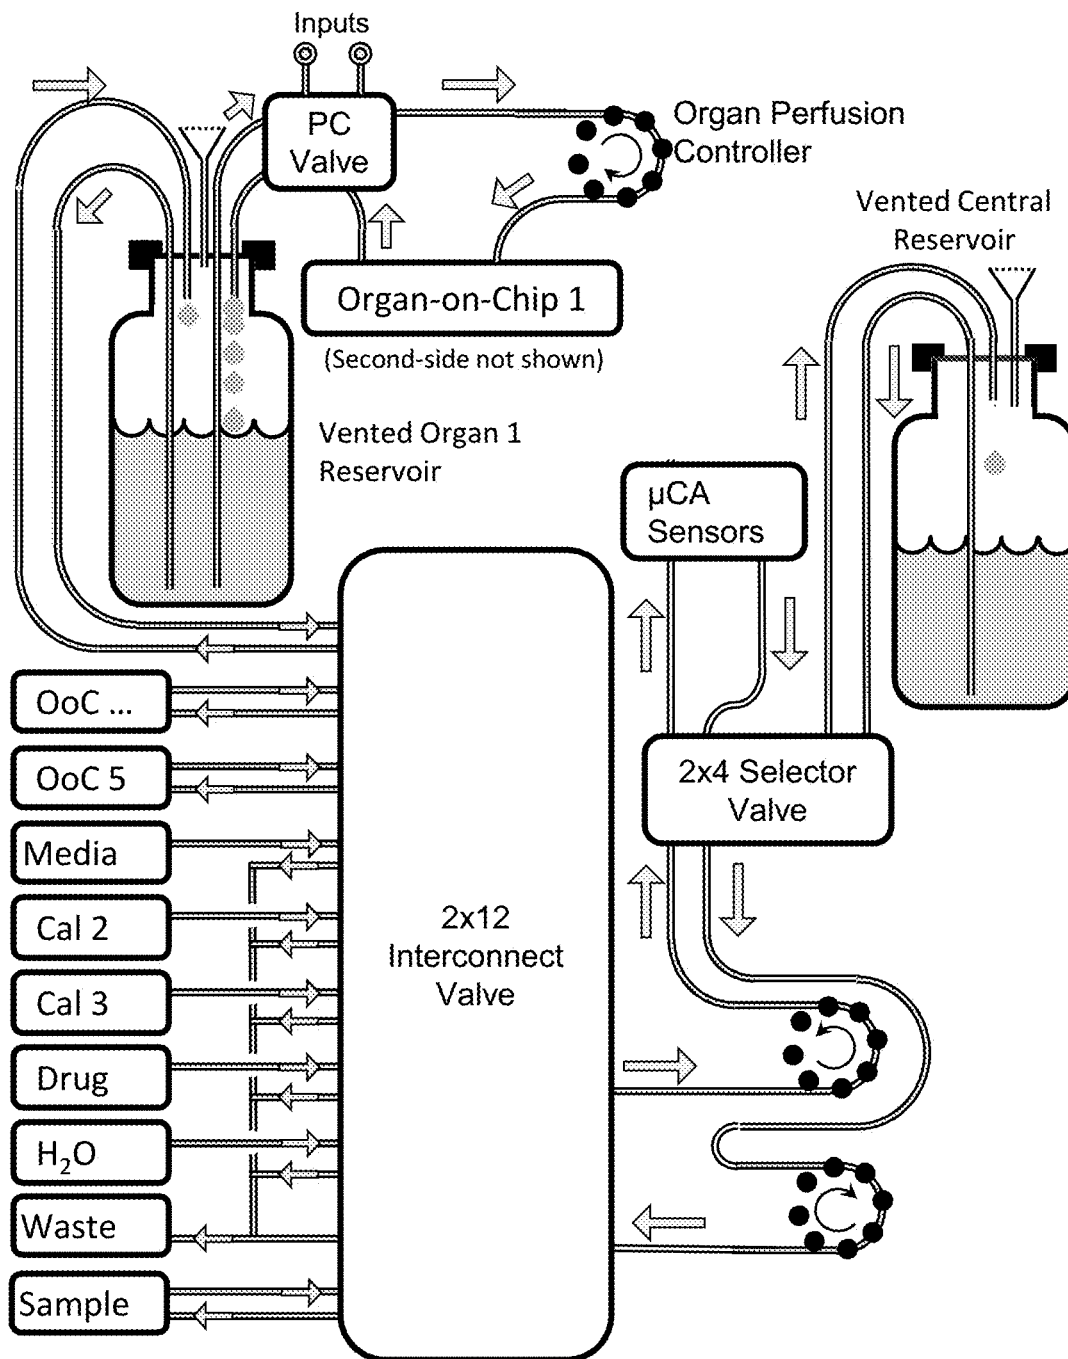 Inputs
PC
Valve
Organ Perfusion
Controller
Organ-on-Chip 1
(Second-side not shown)
Vented Organ 1
Reservoir
Vented Central
Reservoir
µCA
Sensors
2x4 Selector
Valve
2x12
Interconnect
Valve
OoC ...
OoC 5
Media
Cal 2
Cal 3
Drug
H₂O
Waste
Sample